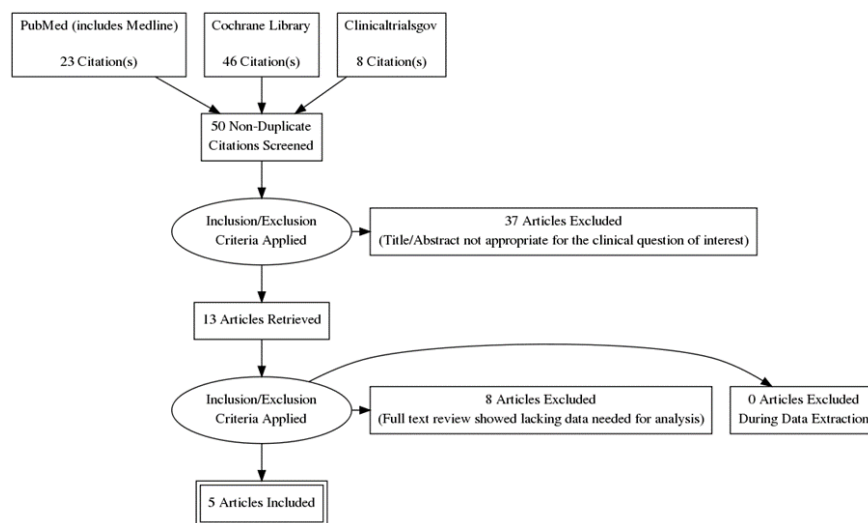 PubMed (includes Medline)
23 Citation(s)
Cochrane Library
46 Citation(s)
Clinicaltrialsgov
8 Citation(s)
50 Non-Duplicate
Citations Screened
Inclusion/Exclusion
Criteria Applied
37 Articles Excluded
(Title/Abstract not appropriate for the clinical question of interest)
13 Articles Retrieved
Inclusion/Exclusion
Criteria Applied
8 Articles Excluded
(Full text review showed lacking data needed for analysis)
0 Articles Excluded
During Data Extraction
5 Articles Included